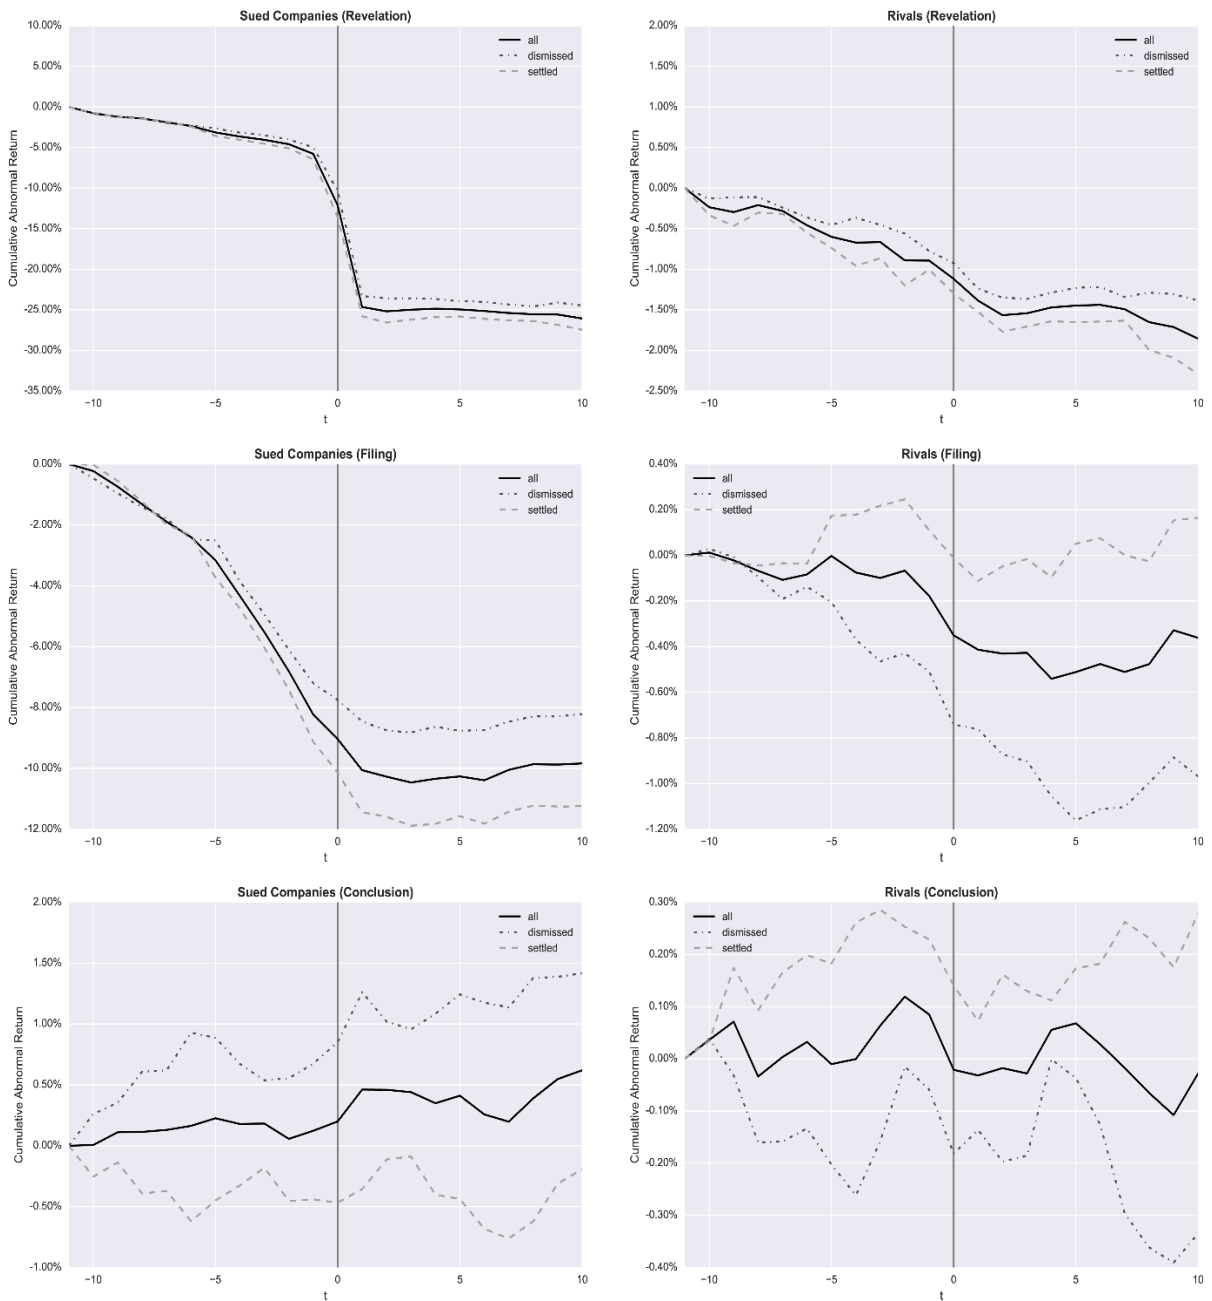 Sued Companies (Revelation)
10.00%
5.00%
0.00%
-5.00%
-10.00%
-15.00%
-20.00%
-25.00%
-30.00%
-35.00%
Cumulative Abnormal Return
all
dismissed
settled
−10
−5
0
5
10
t
Rivals (Revelation)
2.00%
1.50%
1.00%
0.50%
0.00%
-0.50%
-1.00%
-1.50%
-2.00%
-2.50%
Cumulative Abnormal Return
all
dismissed
settled
−10
−5
0
5
10
t
Sued Companies (Filing)
0.00%
-2.00%
-4.00%
-6.00%
-8.00%
-10.00%
-12.00%
Cumulative Abnormal Return
all
dismissed
settled
−10
−5
0
5
10
t
Rivals (Filing)
0.40%
0.20%
0.00%
-0.20%
-0.40%
-0.60%
-0.80%
-1.00%
-1.20%
Cumulative Abnormal Return
all
dismissed
settled
−10
−5
0
5
10
t
Sued Companies (Conclusion)
2.00%
1.50%
1.00%
0.50%
0.00%
-0.50%
-1.00%
Cumulative Abnormal Return
all
dismissed
settled
−10
−5
0
5
10
t
Rivals (Conclusion)
0.30%
0.20%
0.10%
0.00%
-0.10%
-0.20%
-0.30%
-0.40%
Cumulative Abnormal Return
all
dismissed
settled
−10
−5
0
5
10
t